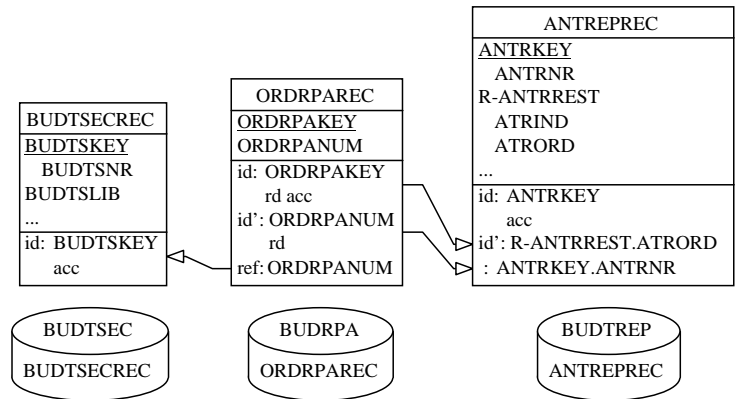 BUDTSECREC
BUDTSKEY
BUDTSNR
BUDTSLIB
...
id: BUDTSKEY
acc
ORDRPAREC
ORDRPAKEY
ORDRPANUM
id: ORDRPAKEY
rd acc
id': ORDRPANUM
rd
ref: ORDRPANUM
ANTREPREC
ANTRKEY
ANTRNR
R-ANTRREST
ATRIND
ATRORD
...
id: ANTRKEY
acc
id': R-ANTRREST.ATRORD
: ANTRKEY.ANTRNR
BUDTSEC
BUDTSECREC
BUDRPA
ORDRPAREC
BUDTREP
ANTREPREC